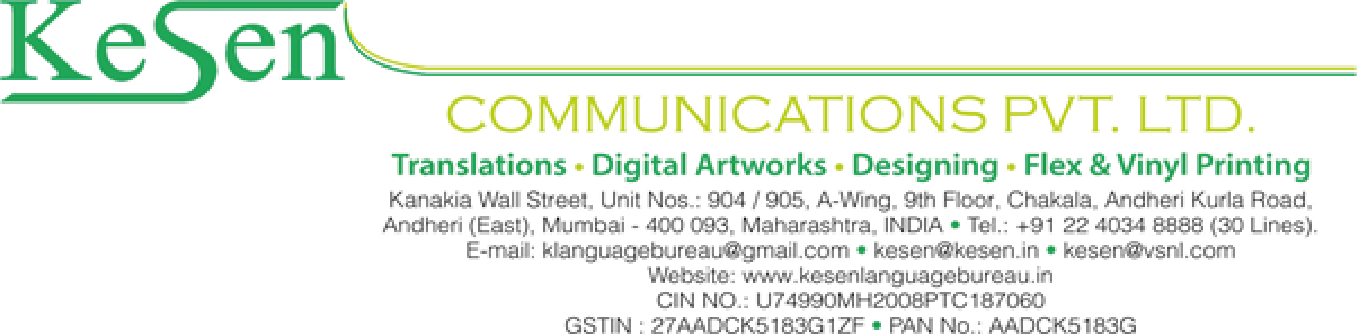 KeSen
COMMUNICATIONS PVT. LTD.
Translations • Digital Artworks • Designing • Flex & Vinyl Printing
Kanakia Wall Street, Unit Nos.: 904 / 905, A-Wing, 9th Floor, Chakala, Andheri Kurla Road,
Andheri (East), Mumbai - 400 093, Maharashtra, INDIA • Tel.: +91 22 4034 8888 (30 Lines).
E-mail: klanguagebureau@gmail.com • kesen@kesen.in • kesen@vsnl.com
Website: www.kesenlanguagebureau.in
CIN NO.: U74990MH2008PTC187060
GSTIN : 27AADCK5183G1ZF • PAN No.: AADCK5183G